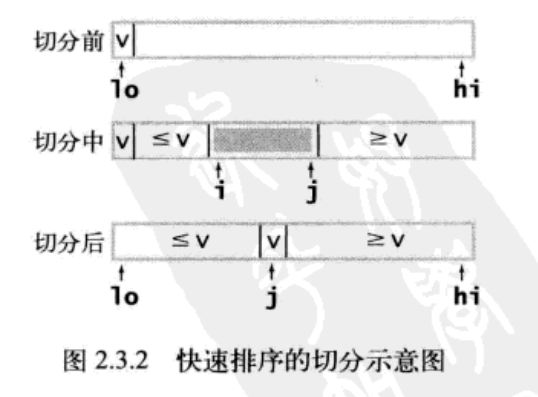 切分前 v
lo hi
切分中 v ≤ v ≥ v
i j
切分后 ≤ v v ≥ v
lo j hi
图 2.3.2 快速排序的切分示意图